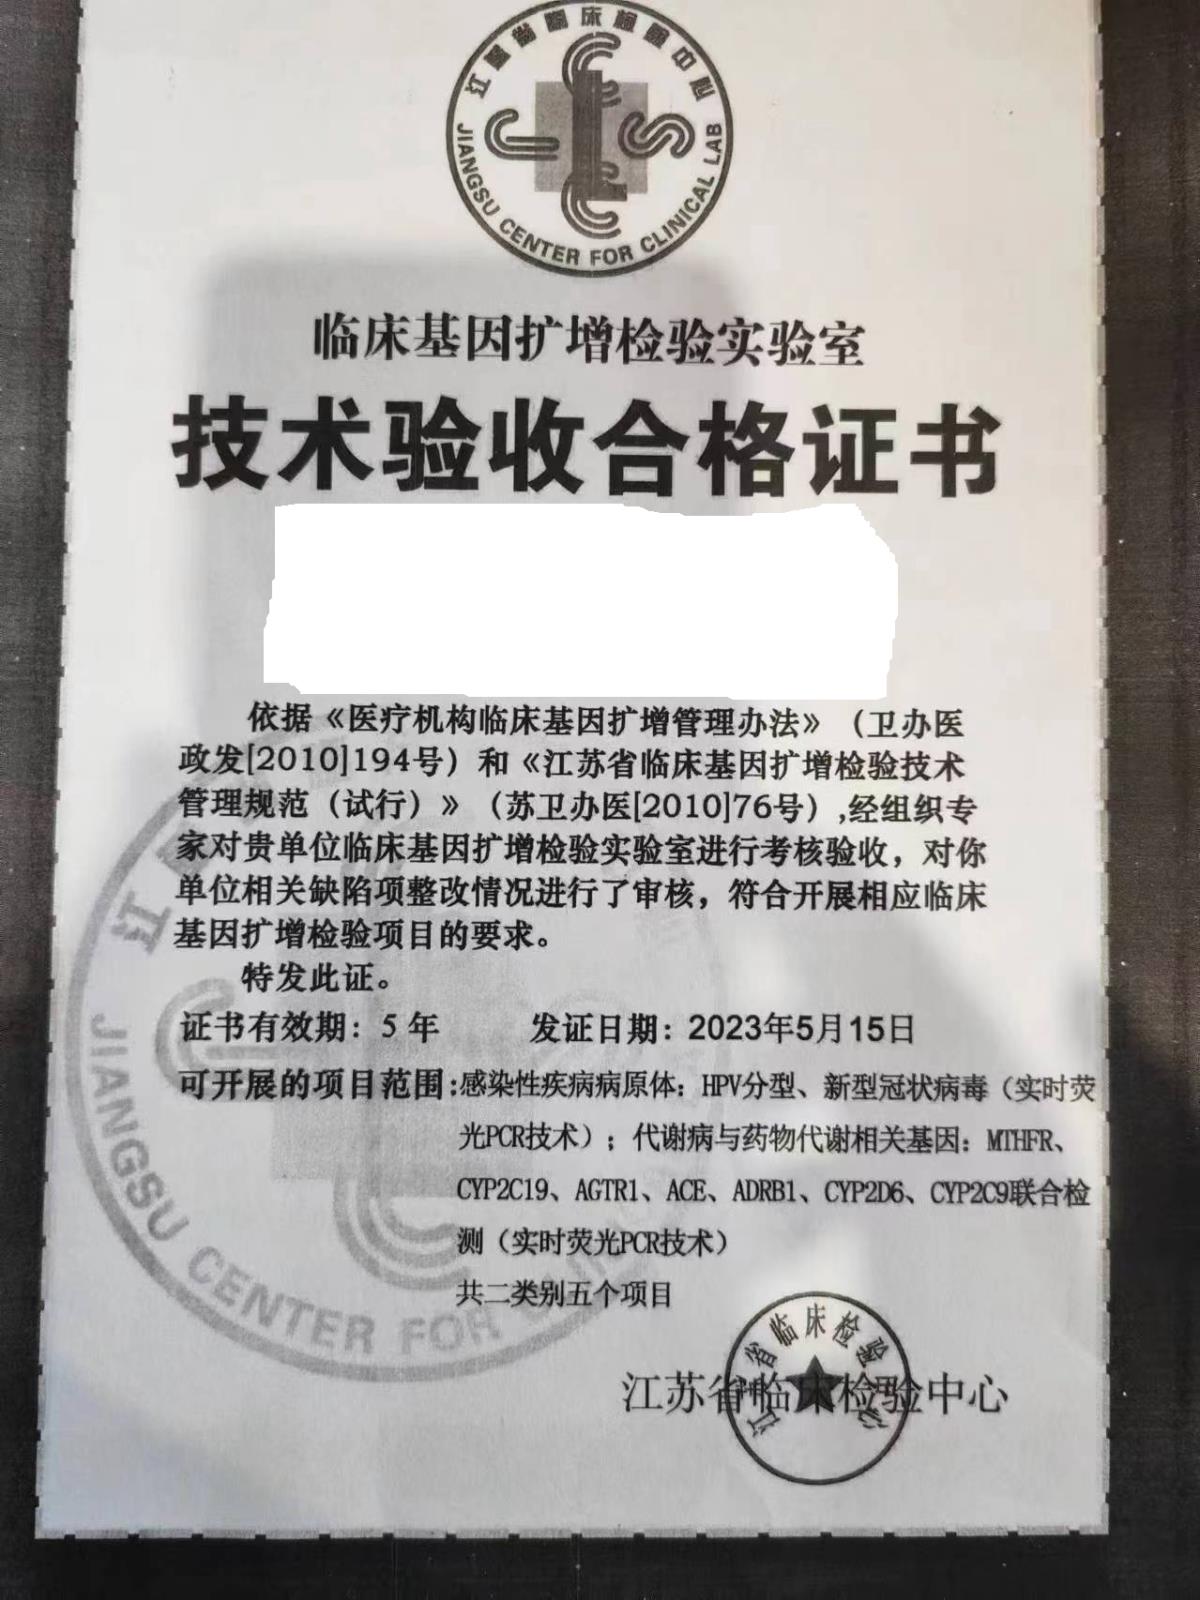 江苏省临床检验中心
JIANGSU CENTER FOR CLINICAL LAB
临床基因扩增检验实验室
技术验收合格证书
依据《医疗机构临床基因扩增管理办法》（卫办医
政发[2010]194号）和《江苏省临床基因扩增检验技术
管理规范（试行）》（苏卫办医[2010]76号）,经组织专
家对贵单位临床基因扩增检验实验室进行考核验收，对你
单位相关缺陷项整改情况进行了审核，符合开展相应临床
基因扩增检验项目的要求。
特发此证。
证书有效期：5年 发证日期：2023年5月15日
可开展的项目范围:感染性疾病病原体：HPV分型、新型冠状病毒（实时荧
光PCR技术）；代谢病与药物代谢相关基因：MTHFR、
CYP2C19、AGTR1、ACE、ADRB1、CYP2D6、CYP2C9联合检
测（实时荧光PCR技术）
共二类别五个项目
江苏省临床检验中心
江苏省临床检验中心
江
JIANGSU CENTER FOR CLINICAL